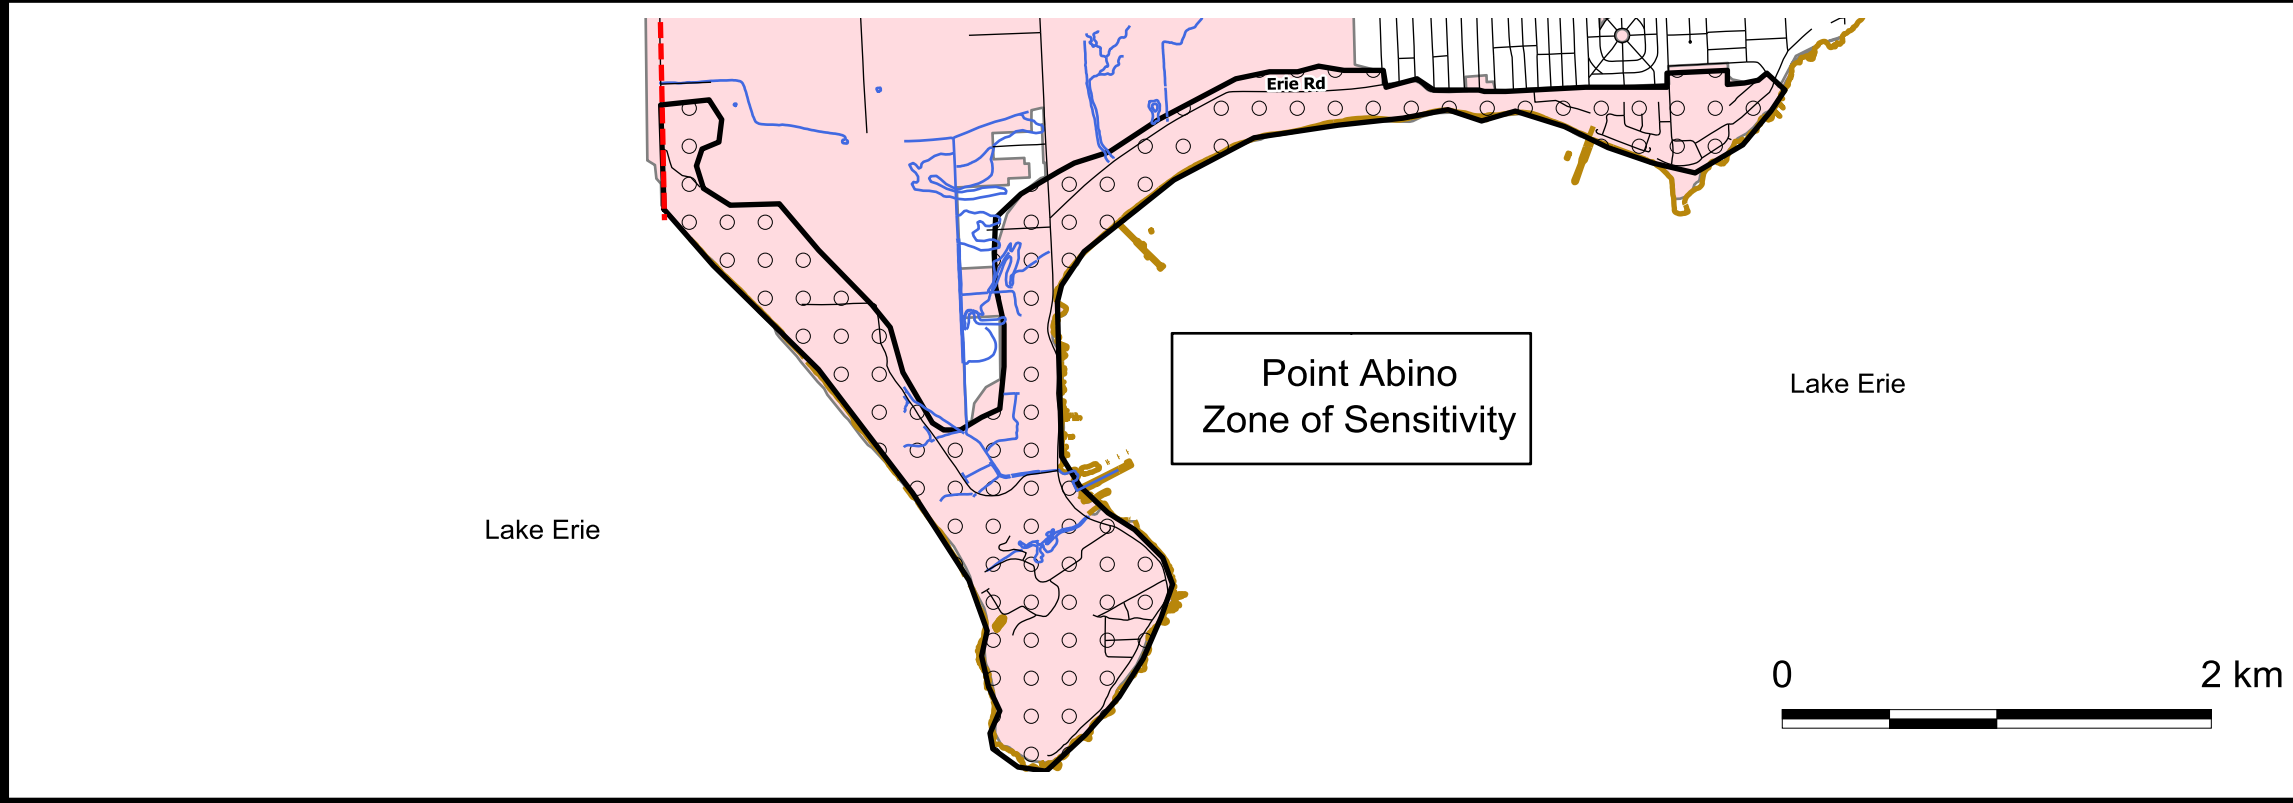 Erie Rd
Point Abino
Zone of Sensitivity
Lake Erie
Lake Erie
0 2 km